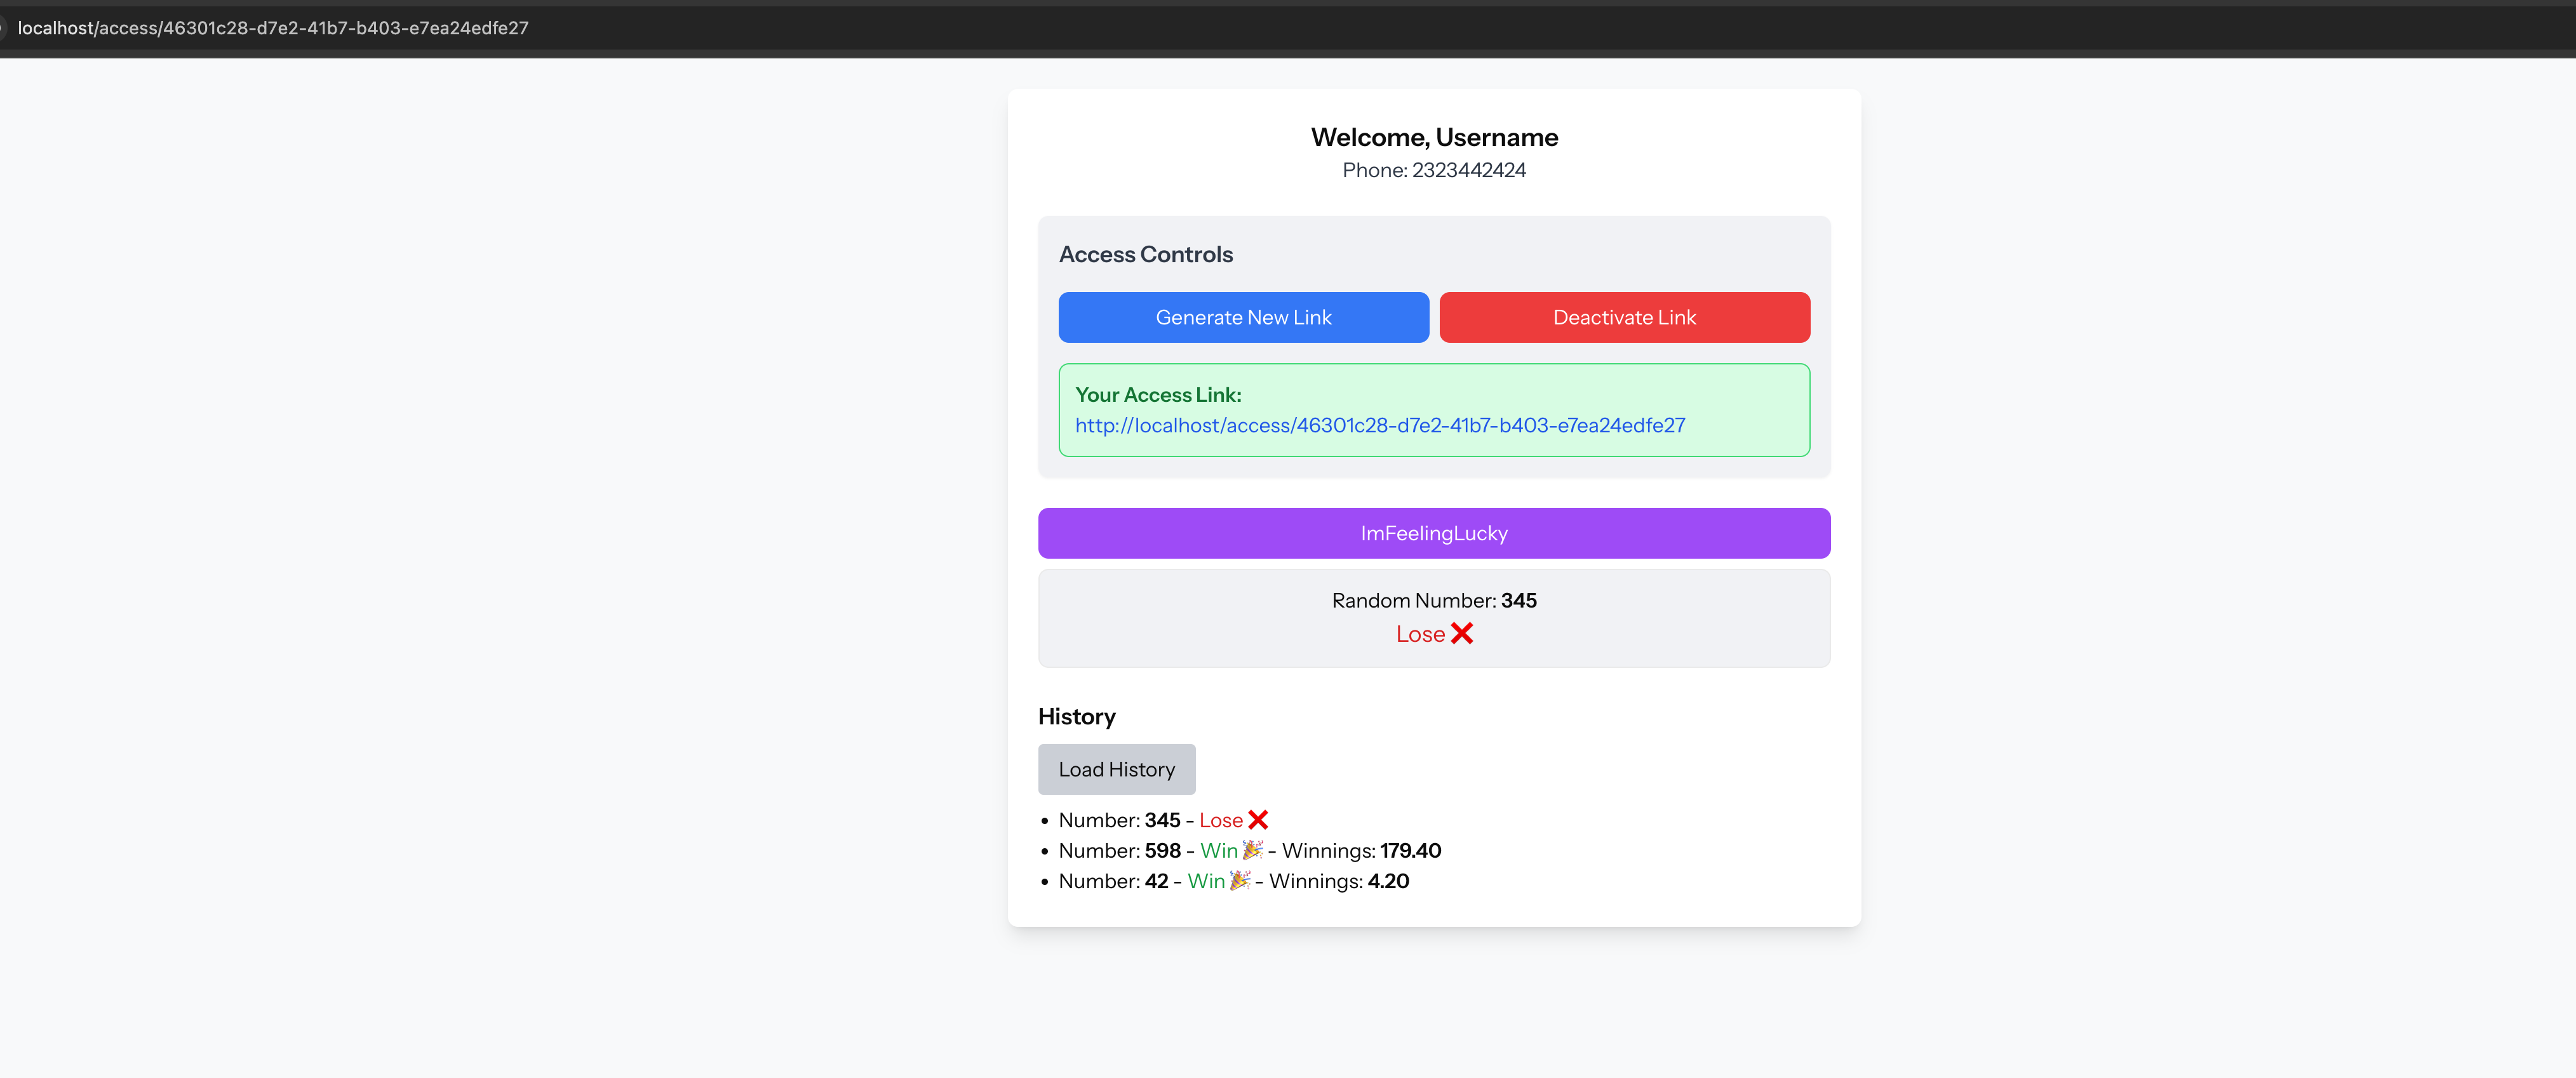 localhost/access/46301c28-d7e2-41b7-b403-e7ea24edfe27
Welcome, Username
Phone: 2323442424
Access Controls
Generate New Link
Deactivate Link
Your Access Link:
http://localhost/access/46301c28-d7e2-41b7-b403-e7ea24edfe27
ImFeelingLucky
Random Number: 345
Lose ❌
History
Load History
• Number: 345 - Lose ❌
• Number: 598 - Win 🎉 - Winnings: 179.40
• Number: 42 - Win 🎉 - Winnings: 4.20